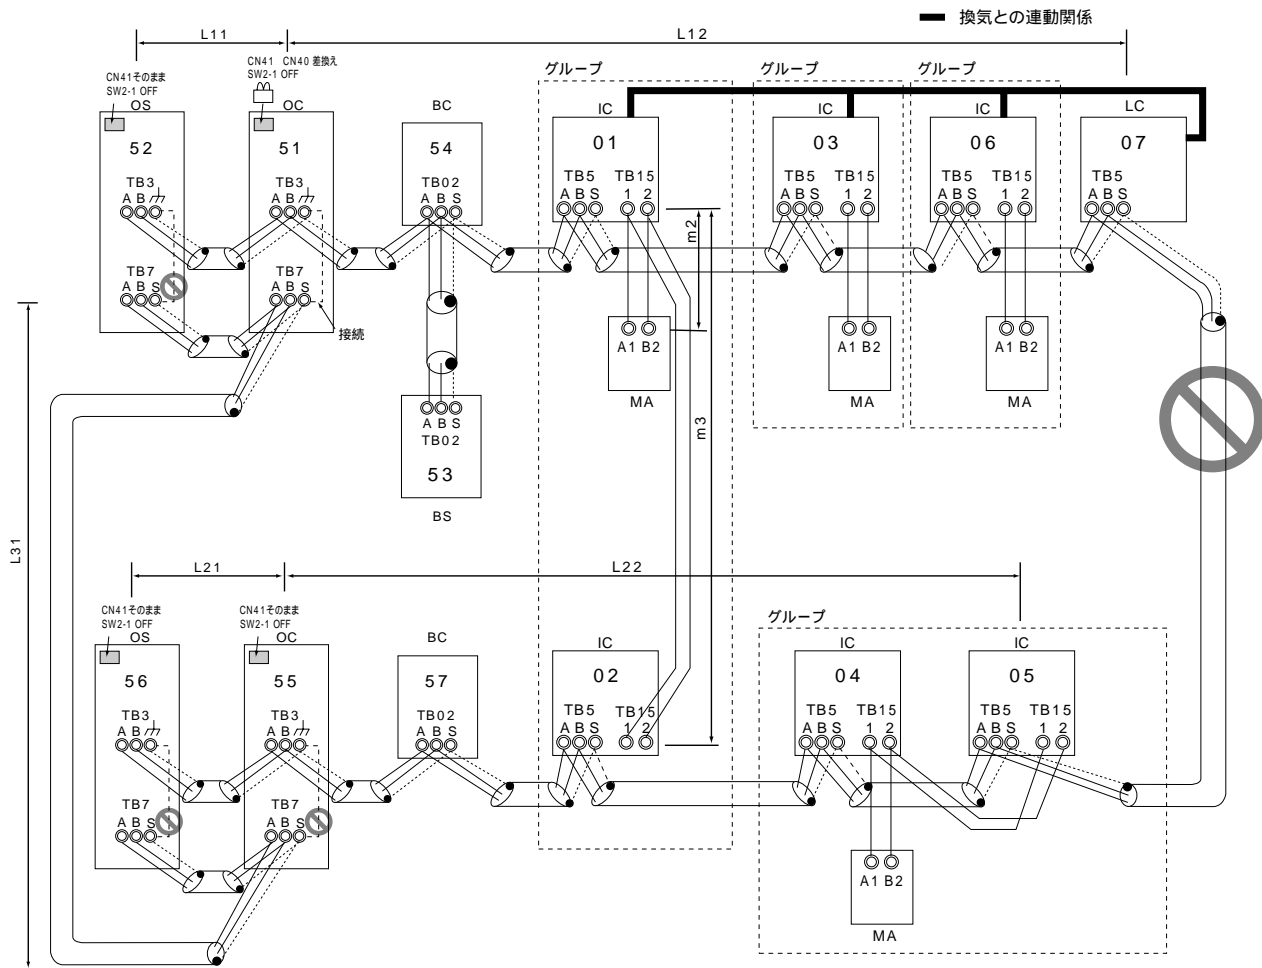 換気との連動関係
L11
L12
CN41そのまま
SW2-1 OFF
OS
CN41 CN40 差換え
SW2-1 OFF
OC
BC
グループ
IC
グループ
IC
グループ
IC
LC
52
51
54
01
03
06
07
TB3
TB3
TB02
TB5 TB15
TB5 TB15
TB5 TB15
TB5
A B
A B
A B S
A B S 1 2
A B S 1 2
A B S 1 2
A B S
m2
TB7
TB7
A B S
A B S
接続
A1 B2
A1 B2
A1 B2
MA
MA
MA
A B S
TB02
53
BS
m3
L31
L21
L22
CN41そのまま
SW2-1 OFF
OS
CN41そのまま
SW2-1 OFF
OC
BC
IC
グループ
IC
IC
56
55
57
02
04
05
TB3
TB3
TB02
TB5 TB15
TB5 TB15
TB5 TB15
A B
A B
A B S
A B S 1 2
A B S 1 2
A B S 1 2
TB7
TB7
A B S
A B S
A1 B2
MA